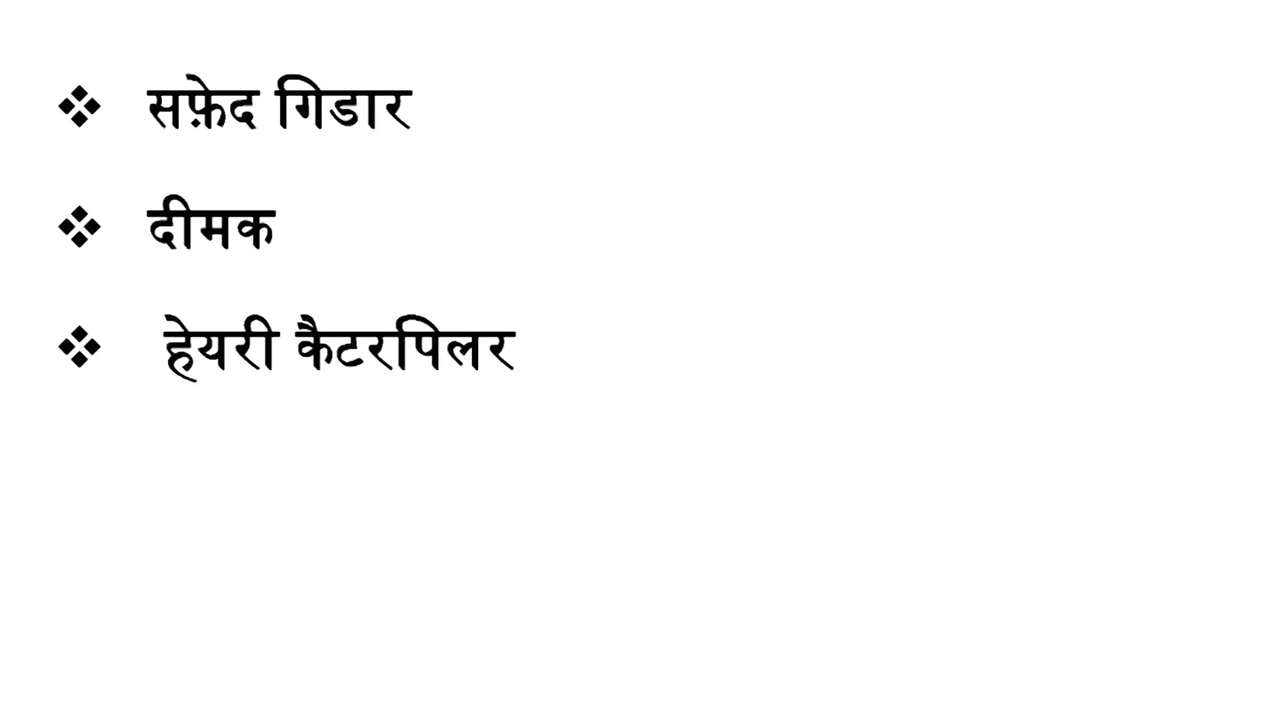 ❖ सफ़ेद गिडार
❖ दीमक
❖ हेयरी कैटरपिलर